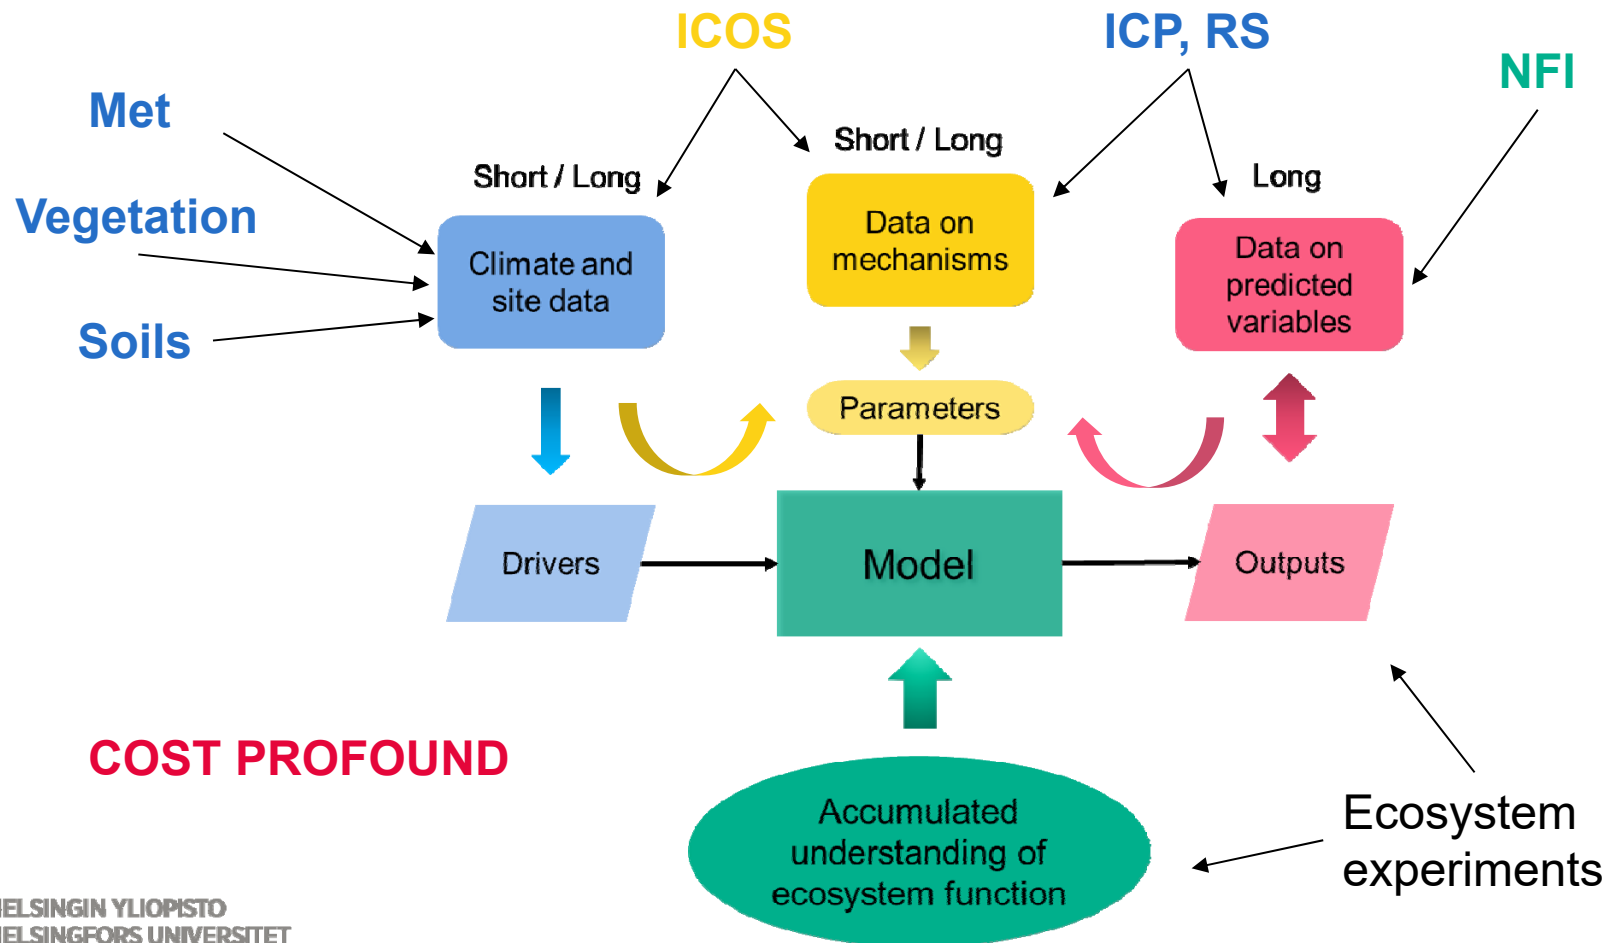 ICOS
ICP, RS
NFI
Met
Short / Long
Short / Long
Long
Vegetation
Climate and
site data
Data on
mechanisms
Data on
predicted
variables
Soils
Parameters
Drivers
Model
Outputs
COST PROFOUND
Accumulated
understanding of
ecosystem function
Ecosystem
experiments
HELSINGIN YLIOPISTO
HELSINGFORS UNIVERSITET